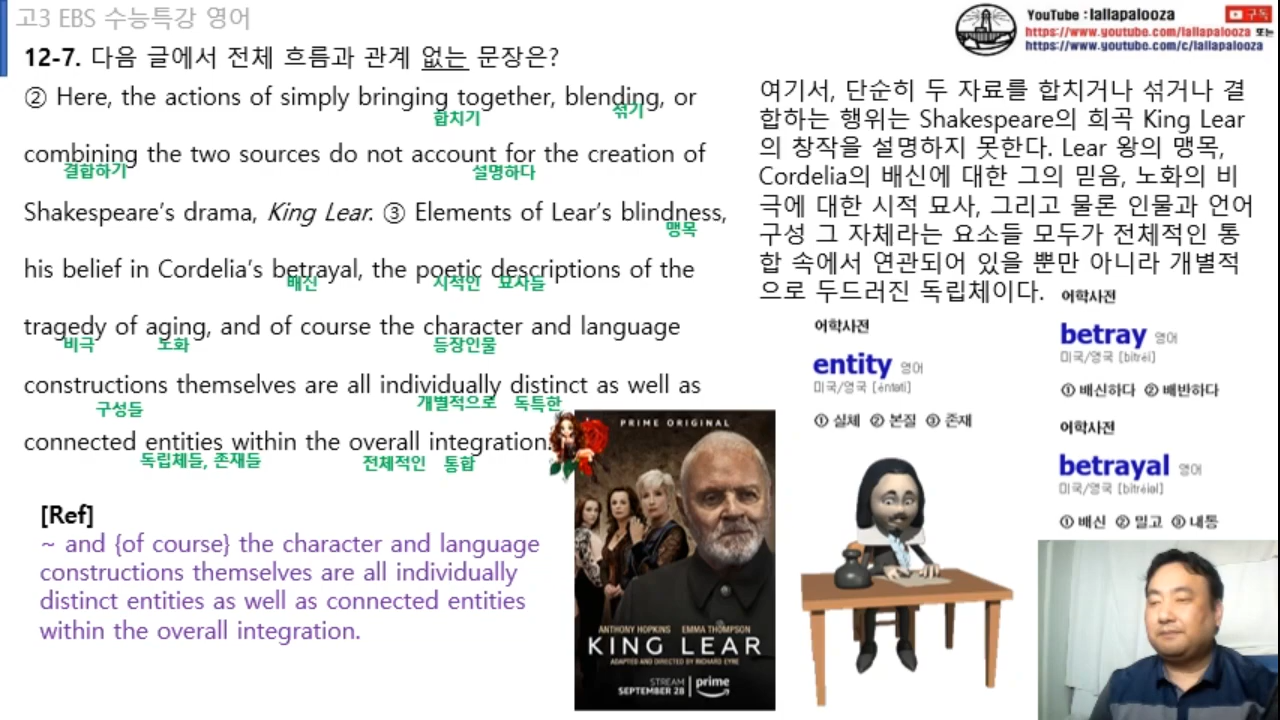 고3 EBS 수능특강 영어
YouTube : lallapalooza
구독
https://www.youtube.com/lallapalooza 또는
https://www.youtube.com/c/lallapalooza
12-7. 다음 글에서 전체 흐름과 관계 없는 문장은?
② Here, the actions of simply bringing together, blending, or
합치기 섞기
combining the two sources do not account for the creation of
결합하기 설명하다
Shakespeare's drama, King Lear. ③ Elements of Lear's blindness,
맹목
his belief in Cordelia's betrayal, the poetic descriptions of the
배신 시적인 묘사들
tragedy of aging, and of course the character and language
비극 노화 등장인물
constructions themselves are all individually distinct as well as
구성들 개별적으로 독특한
connected entities within the overall integration.
독립체들, 존재들 전체적인 통합
[Ref]
~ and {of course} the character and language
constructions themselves are all individually
distinct entities as well as connected entities
within the overall integration.
여기서, 단순히 두 자료를 합치거나 섞거나 결
합하는 행위는 Shakespeare의 희곡 King Lear
의 창작을 설명하지 못한다. Lear 왕의 맹목,
Cordelia의 배신에 대한 그의 믿음, 노화의 비
극에 대한 시적 묘사, 그리고 물론 인물과 언어
구성 그 자체라는 요소들 모두가 전체적인 통
합 속에서 연관되어 있을 뿐만 아니라 개별적
으로 두드러진 독립체이다.
어학사전
entity 영어
미국/영국 [éntəti]
① 실체 ② 본질 ③ 존재
어학사전
betray 영어
미국/영국 [bitréi]
① 배신하다 ② 배반하다
어학사전
betrayal 영어
미국/영국 [bitréiəl]
① 배신 ② 밀고 ③ 내통
PRIME ORIGINAL
ANTHONY HOPKINS EMMA THOMPSON
KING LEAR
ADAPTED AND DIRECTED BY RICHARD EYRE
STREAM
SEPTEMBER 28
prime